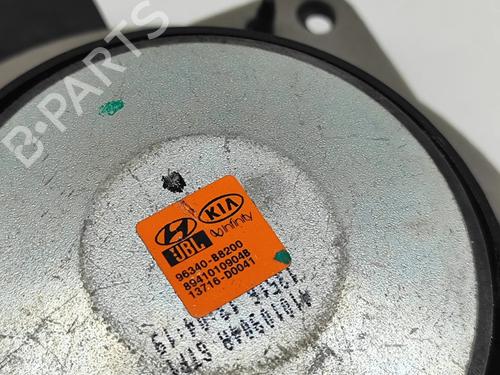 B-PARTS
KIA
JBL infinity
96340-B8200
89410109048
13716-D0041